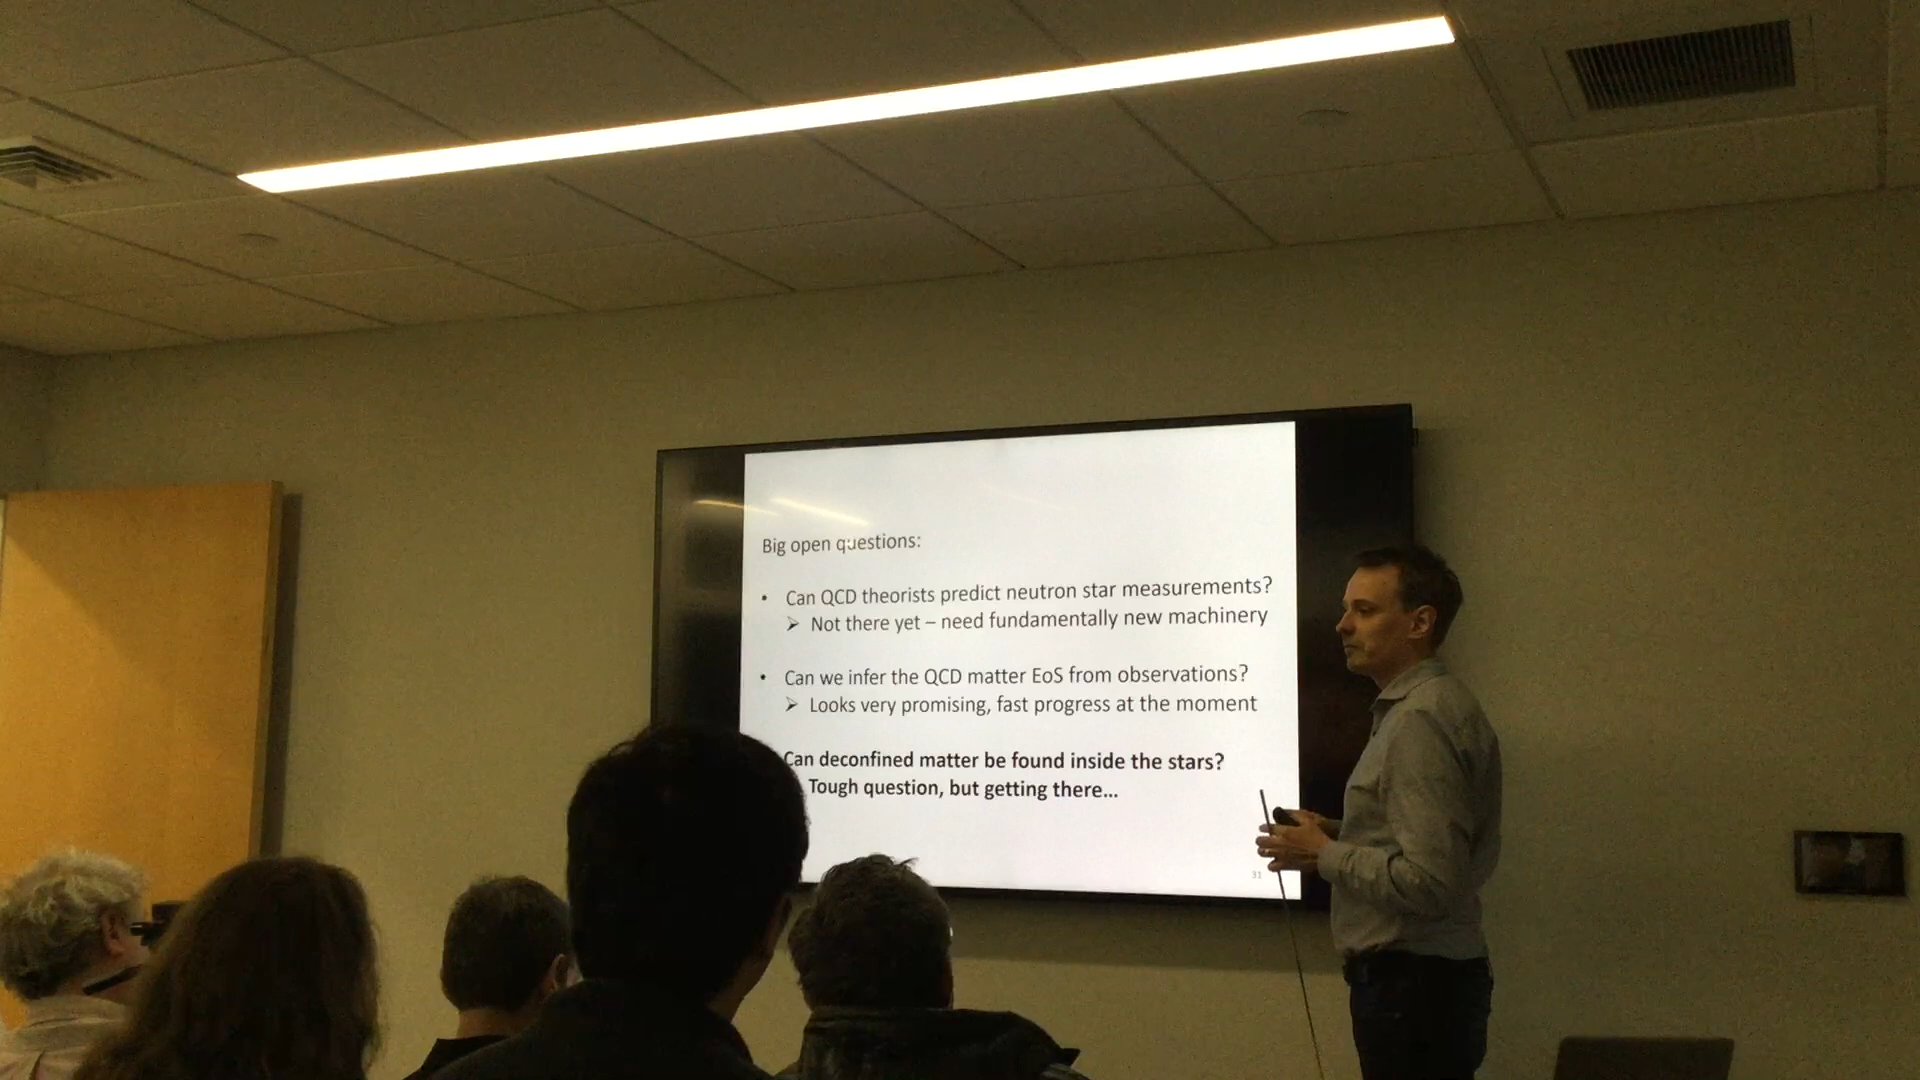 Big open questions:
• Can QCD theorists predict neutron star measurements?
➢ Not there yet – need fundamentally new machinery
• Can we infer the QCD matter EoS from observations?
➢ Looks very promising, fast progress at the moment
Can deconfined matter be found inside the stars?
Tough question, but getting there...
31